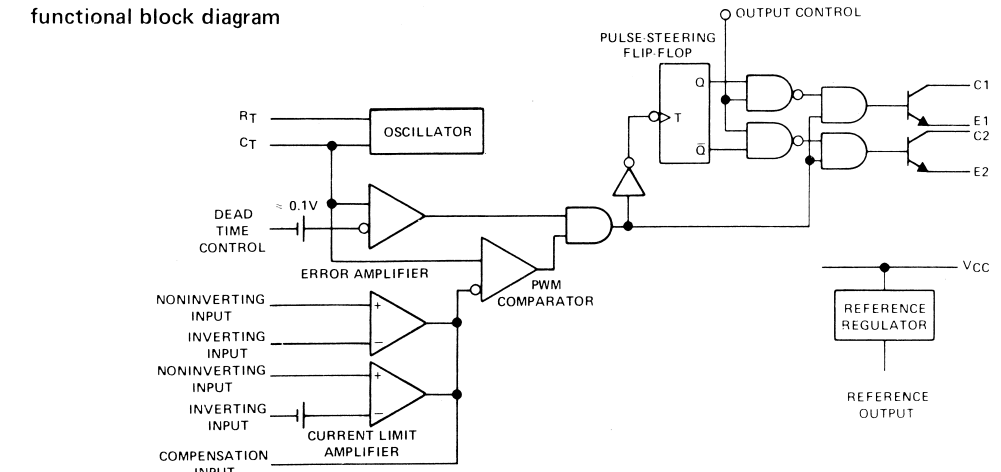 functional block diagram
OUTPUT CONTROL
PULSE-STEERING
FLIP-FLOP
Q
T
Q̅
C1
E1
C2
E2
RT
CT
OSCILLATOR
≈ 0.1V
DEAD
TIME
CONTROL
ERROR AMPLIFIER
PWM
COMPARATOR
NONINVERTING
INPUT
+
INVERTING
INPUT
−
NONINVERTING
INPUT
+
INVERTING
INPUT
−
CURRENT LIMIT
AMPLIFIER
COMPENSATION
INPUT
VCC
REFERENCE
REGULATOR
REFERENCE
OUTPUT